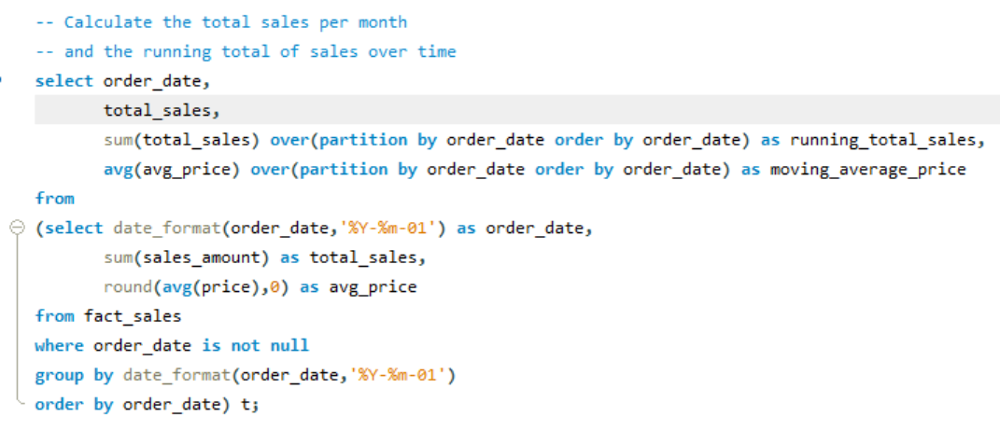 -- Calculate the total sales per month
-- and the running total of sales over time
select order_date,
total_sales,
sum(total_sales) over(partition by order_date order by order_date) as running_total_sales,
avg(avg_price) over(partition by order_date order by order_date) as moving_average_price
from
(select date_format(order_date,'%Y-%m-01') as order_date,
sum(sales_amount) as total_sales,
round(avg(price),0) as avg_price
from fact_sales
where order_date is not null
group by date_format(order_date,'%Y-%m-01')
order by order_date) t;